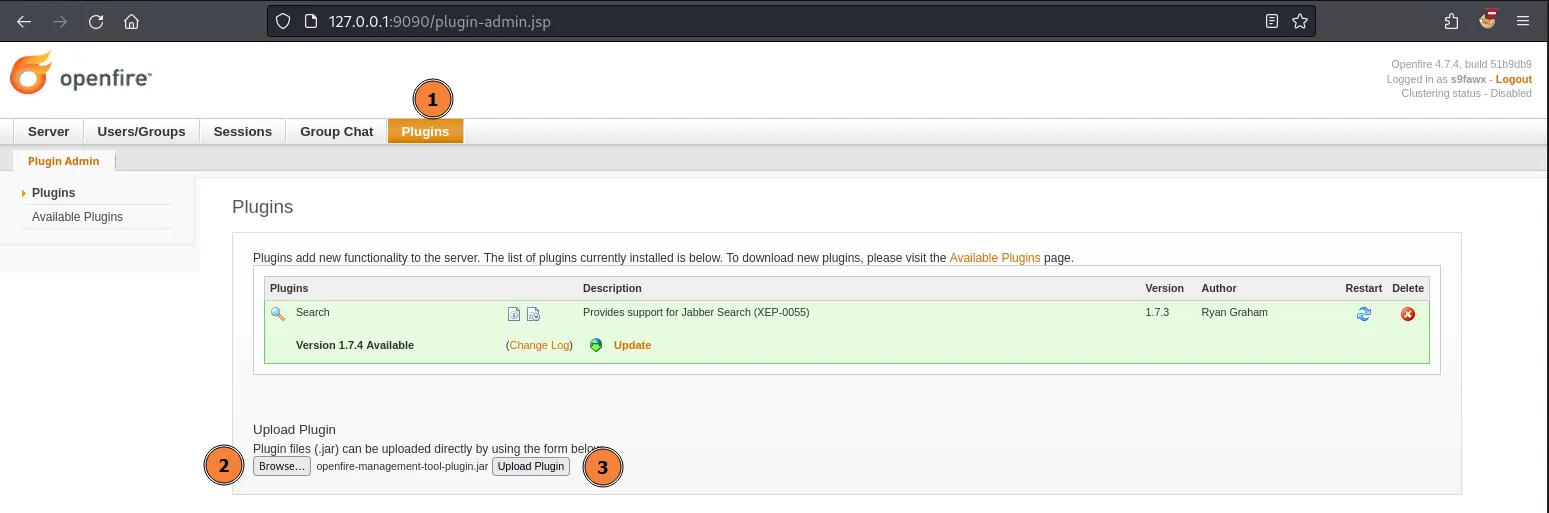 127.0.0.1:9090/plugin-admin.jsp
openfire™
Openfire 4.7.4, build 51b9db9
Logged in as s9fawx - Logout
Clustering status - Disabled
1
Server Users/Groups Sessions Group Chat Plugins
Plugin Admin
Plugins
Available Plugins
Plugins
Plugins add new functionality to the server. The list of plugins currently installed is below. To download new plugins, please visit the Available Plugins page.
Plugins Description Version Author Restart Delete
Search Provides support for Jabber Search (XEP-0055) 1.7.3 Ryan Graham
Version 1.7.4 Available (Change Log) Update
Upload Plugin
Plugin files (.jar) can be uploaded directly by using the form below
2 Browse... openfire-management-tool-plugin.jar Upload Plugin 3